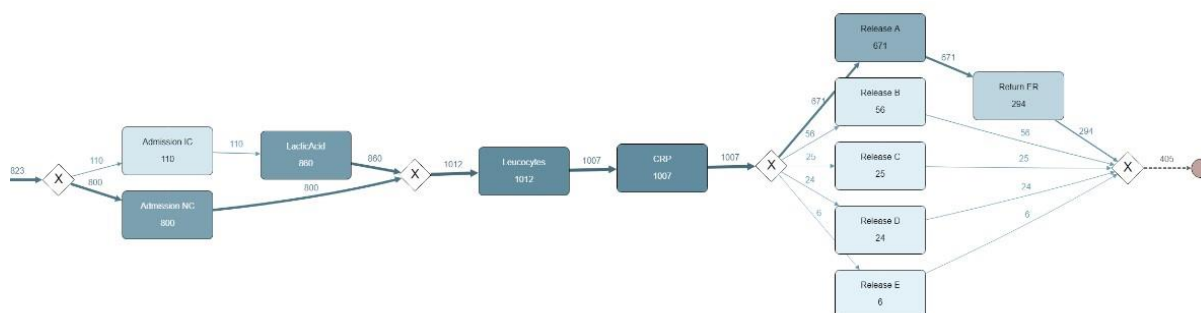 823
X
110
800
Admission IC
110
Admission NC
800
110
LacticAcid
860
860
800
X
1012
Leucocytes
1012
1007
CRP
1007
1007
X
671
56
25
24
6
Release A
671
Release B
56
Release C
25
Release D
24
Release E
6
671
Return ER
294
294
56
25
24
6
X
405